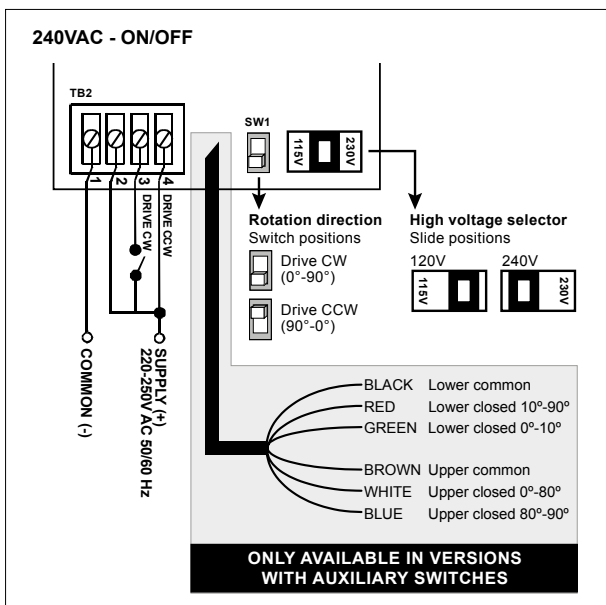 240VAC - ON/OFF
TB2
SW1
115V
230V
1
2
3
4
DRIVE CW
DRIVE CCW
Rotation direction
Switch positions
Drive CW
(0°-90°)
Drive CCW
(90°-0°)
High voltage selector
Slide positions
120V
240V
115V
230V
COMMON (-)
SUPPLY (+)
220-250V AC 50/60 Hz
BLACK Lower common
RED Lower closed 10º-90º
GREEN Lower closed 0º-10º
BROWN Upper common
WHITE Upper closed 0º-80º
BLUE Upper closed 80º-90º
ONLY AVAILABLE IN VERSIONS
WITH AUXILIARY SWITCHES